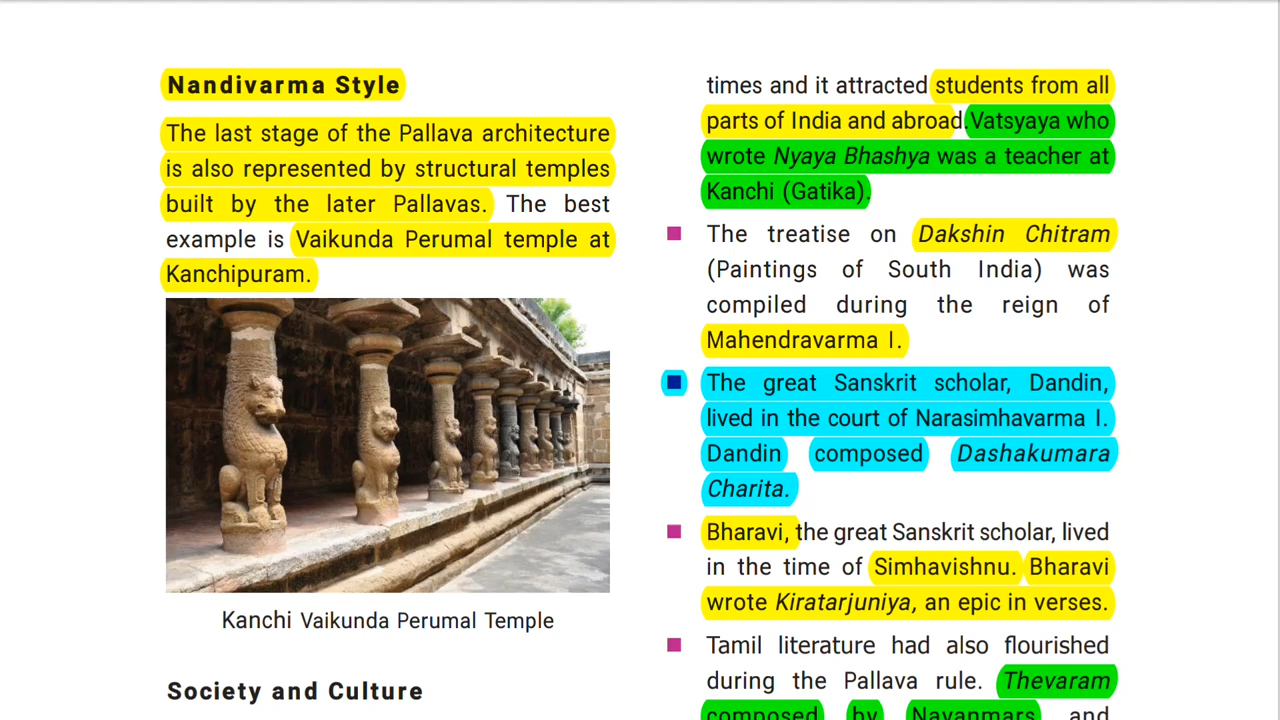 Nandivarma Style
The last stage of the Pallava architecture
is also represented by structural temples
built by the later Pallavas. The best
example is Vaikunda Perumal temple at
Kanchipuram.
Kanchi Vaikunda Perumal Temple
Society and Culture
times and it attracted students from all
parts of India and abroad. Vatsyaya who
wrote Nyaya Bhashya was a teacher at
Kanchi (Gatika).
The treatise on Dakshin Chitram
(Paintings of South India) was
compiled during the reign of
Mahendravarma I.
The great Sanskrit scholar, Dandin,
lived in the court of Narasimhavarma I.
Dandin composed Dashakumara
Charita.
Bharavi, the great Sanskrit scholar, lived
in the time of Simhavishnu. Bharavi
wrote Kiratarjuniya, an epic in verses.
Tamil literature had also flourished
during the Pallava rule. Thevaram
composed by Nayanmars and